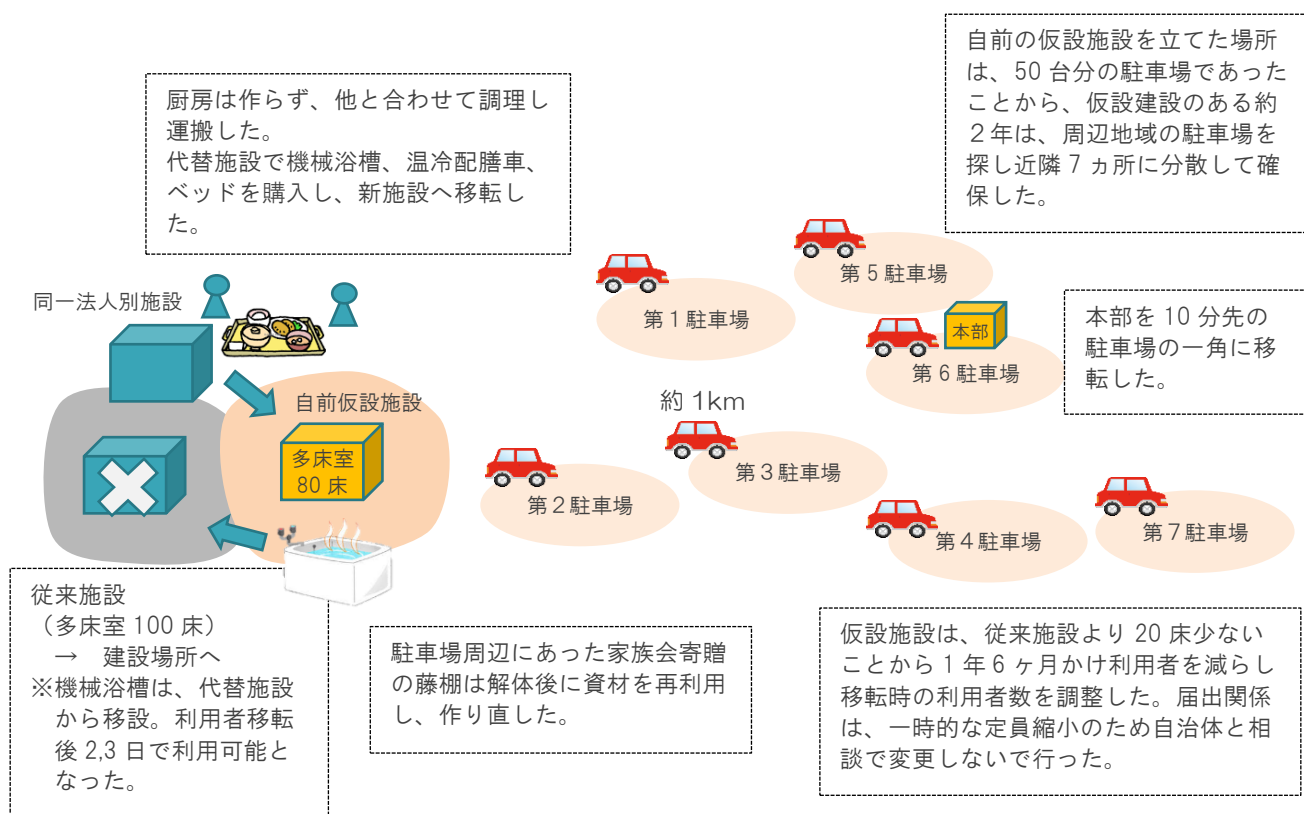 厨房は作らず、他と合わせて調理し
運搬した。
代替施設で機械浴槽、温冷配膳車、
ベッドを購入し、新施設へ移転し
た。
自前の仮設施設を立てた場所
は、50 台分の駐車場であった
ことから、仮設建設のある約
２年は、周辺地域の駐車場を
探し近隣 7 ヵ所に分散して確
保した。
同一法人別施設
自前仮設施設
多床室
80 床
第１駐車場
第５駐車場
本部
第６駐車場
本部を 10 分先の
駐車場の一角に移
転した。
約 1km
第２駐車場
第３駐車場
第４駐車場
第７駐車場
従来施設
（多床室 100 床）
→　建設場所へ
※機械浴槽は、代替施設
から移設。利用者移転
後 2,3 日で利用可能と
なった。
駐車場周辺にあった家族会寄贈
の藤棚は解体後に資材を再利用
し、作り直した。
仮設施設は、従来施設より 20 床少ない
ことから 1 年 6 ヶ月かけ利用者を減らし
移転時の利用者数を調整した。届出関係
は、一時的な定員縮小のため自治体と相
談で変更しないで行った。